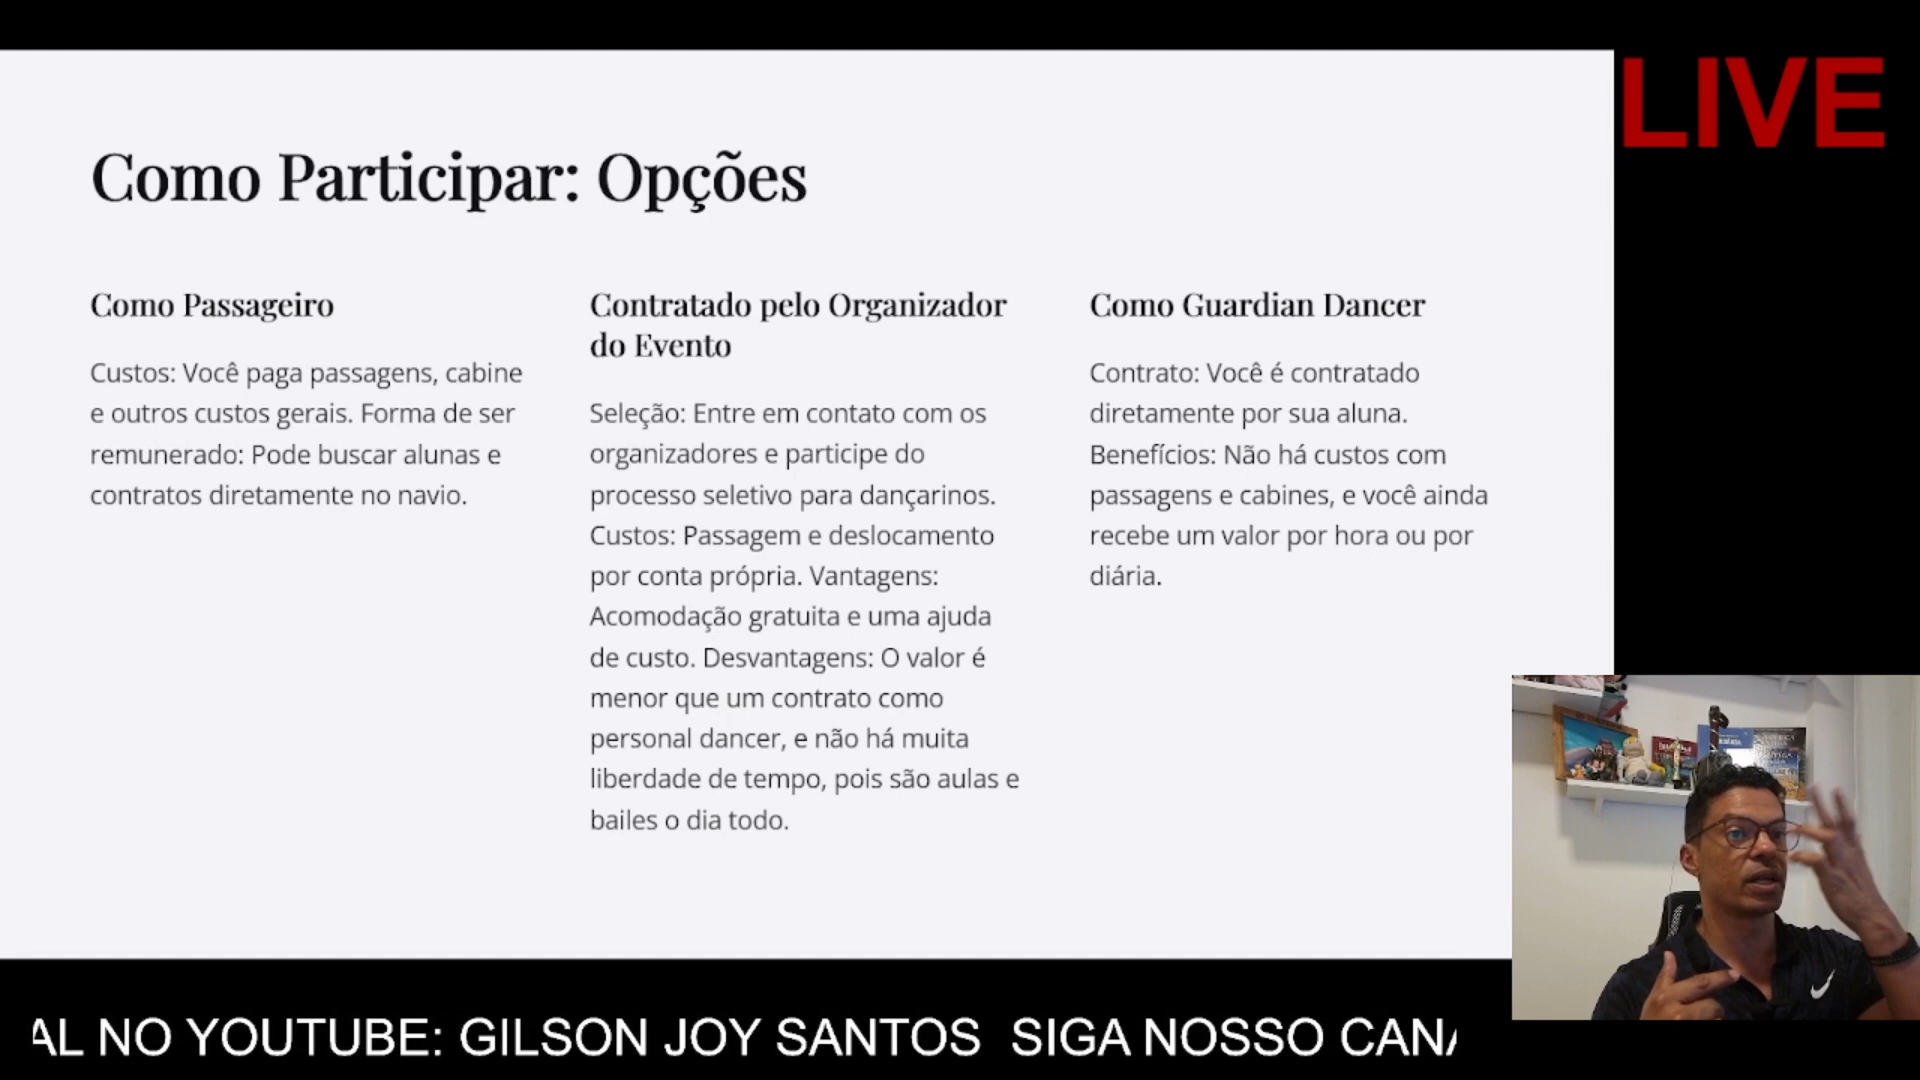 LIVE
Como Participar: Opções
Como Passageiro
Custos: Você paga passagens, cabine
e outros custos gerais. Forma de ser
remunerado: Pode buscar alunas e
contratos diretamente no navio.
Contratado pelo Organizador
do Evento
Seleção: Entre em contato com os
organizadores e participe do
processo seletivo para dançarinos.
Custos: Passagem e deslocamento
por conta própria. Vantagens:
Acomodação gratuita e uma ajuda
de custo. Desvantagens: O valor é
menor que um contrato como
personal dancer, e não há muita
liberdade de tempo, pois são aulas e
bailes o dia todo.
Como Guardian Dancer
Contrato: Você é contratado
diretamente por sua aluna.
Benefícios: Não há custos com
passagens e cabines, e você ainda
recebe um valor por hora ou por
diária.
AL NO YOUTUBE: GILSON JOY SANTOS  SIGA NOSSO CANA